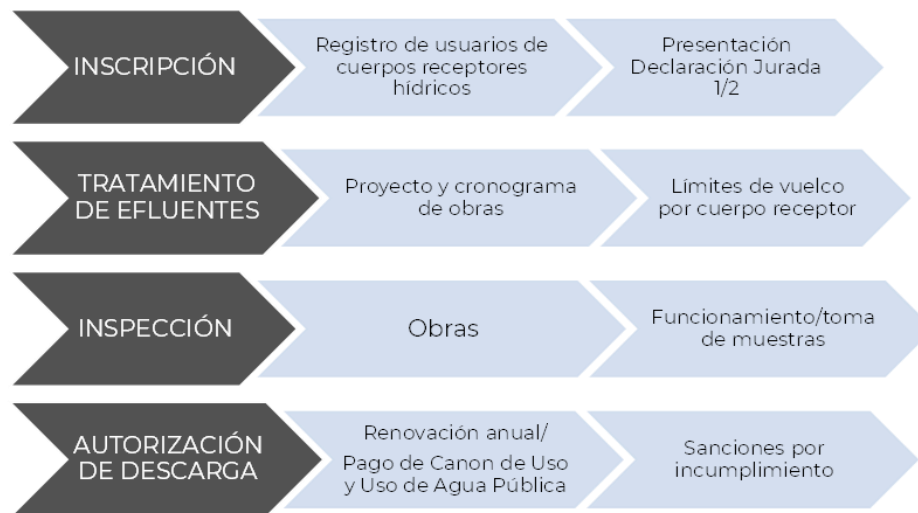 INSCRIPCIÓN
Registro de usuarios de
cuerpos receptores
hídricos
Presentación
Declaración Jurada
1/2
TRATAMIENTO
DE EFLUENTES
Proyecto y cronograma
de obras
Límites de vuelco
por cuerpo receptor
INSPECCIÓN
Obras
Funcionamiento/toma
de muestras
AUTORIZACIÓN
DE DESCARGA
Renovación anual/
Pago de Canon de Uso
y Uso de Agua Pública
Sanciones por
incumplimiento